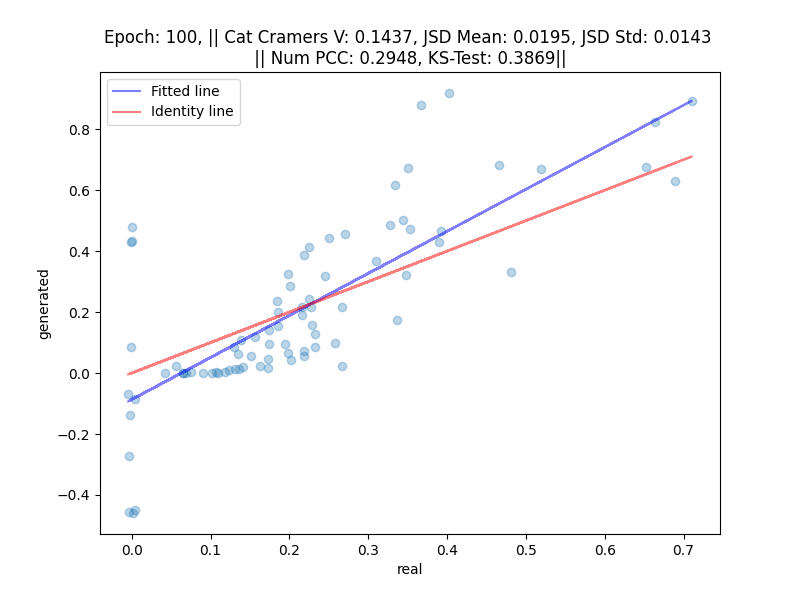 Epoch: 100, || Cat Cramers V: 0.1437, JSD Mean: 0.0195, JSD Std: 0.0143
|| Num PCC: 0.2948, KS-Test: 0.3869||
Fitted line
Identity line
generated
0.8
0.6
0.4
0.2
0.0
−0.2
−0.4
0.0 0.1 0.2 0.3 0.4 0.5 0.6 0.7
real